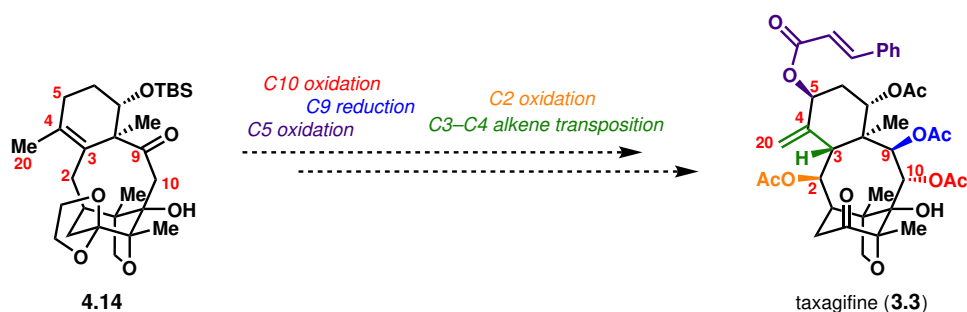 O
Ph
O
5
OTBS
C10 oxidation
C9 reduction
C2 oxidation
C5 oxidation
C3–C4 alkene transposition
5
OAc
4
Me
O
4
Me
Me
20
3
9
20
H
3
9
OAc
2
10
AcO
2
10
OAc
O
Me
OH
O
Me
OH
O
Me
Me
O
O
4.14
taxagifine (3.3)